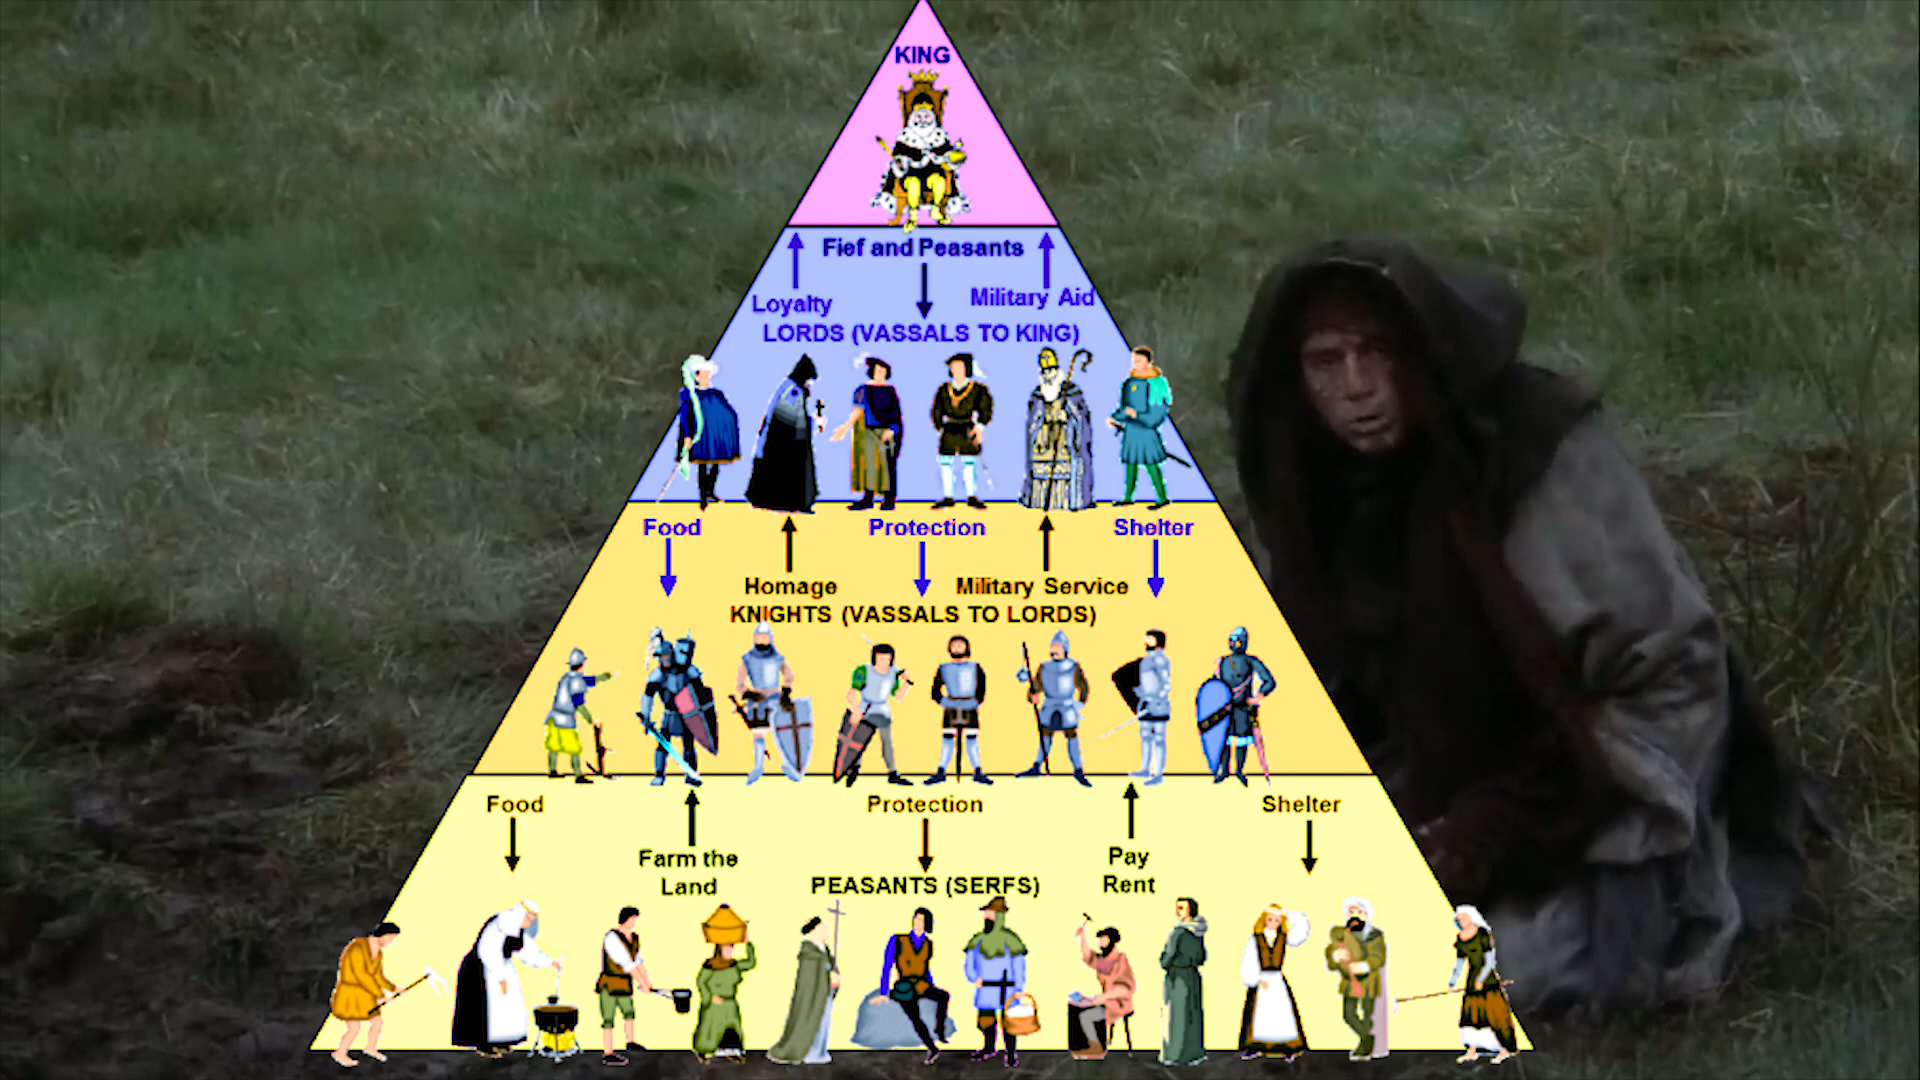 KING
Fief and Peasants
Loyalty
Military Aid
LORDS (VASSALS TO KING)
Food
Protection
Shelter
Homage
Military Service
KNIGHTS (VASSALS TO LORDS)
Food
Protection
Shelter
Farm the
Land
Pay
Rent
PEASANTS (SERFS)